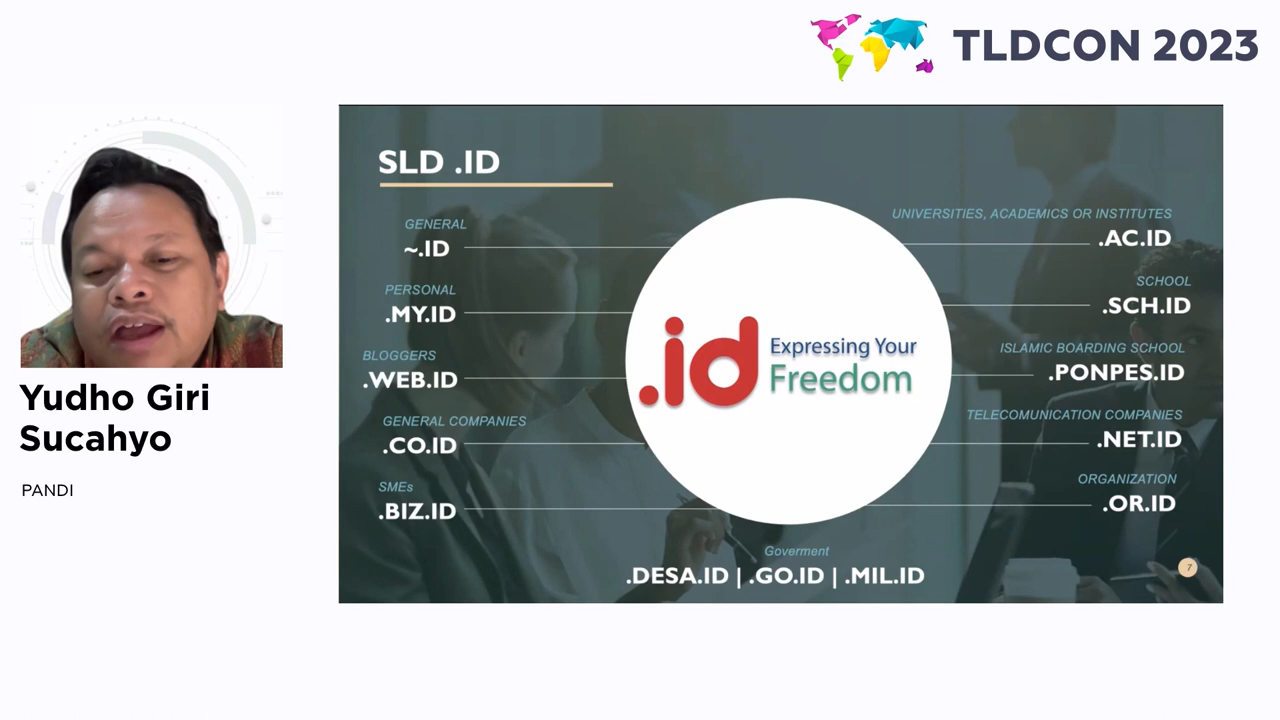 TLDCON 2023
Yudho Giri
Sucahyo
PANDI
SLD .ID
GENERAL
~.ID
PERSONAL
.MY.ID
BLOGGERS
.WEB.ID
GENERAL COMPANIES
.CO.ID
SMEs
.BIZ.ID
.id Expressing Your
Freedom
UNIVERSITIES, ACADEMICS OR INSTITUTES
.AC.ID
SCHOOL
.SCH.ID
ISLAMIC BOARDING SCHOOL
.PONPES.ID
TELECOMUNICATION COMPANIES
.NET.ID
ORGANIZATION
.OR.ID
Goverment
.DESA.ID | .GO.ID | .MIL.ID
7